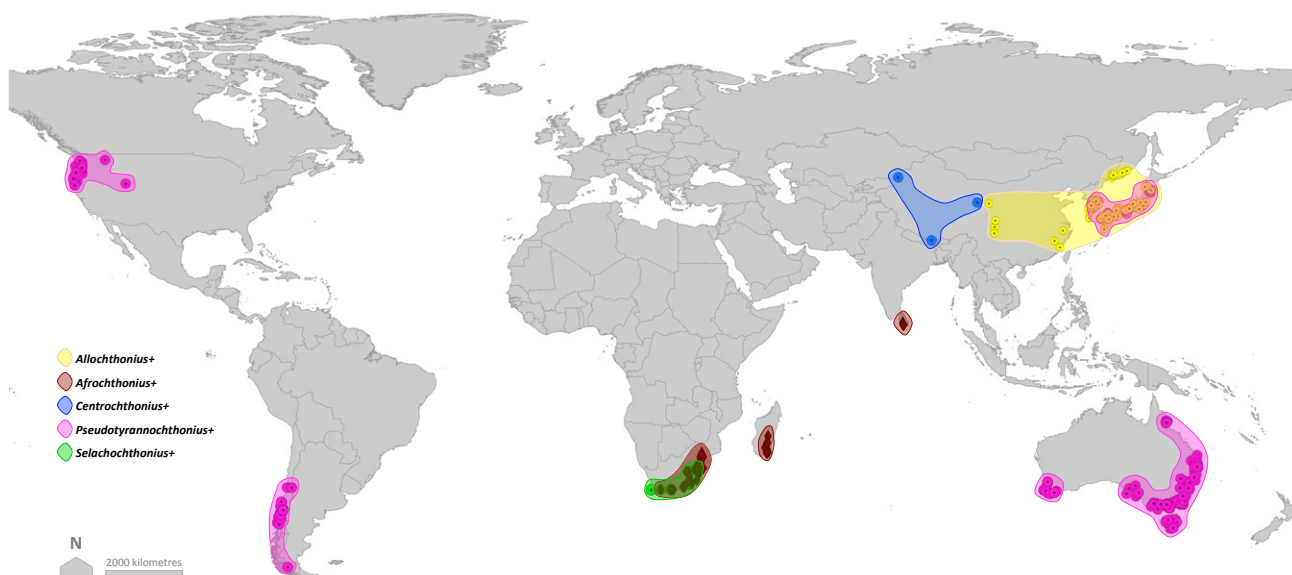 Allochthonius+
Afrochthonius+
Centrochthonius+
Pseudotyrannochthonius+
Selachochthonius+
N
2000 kilometres